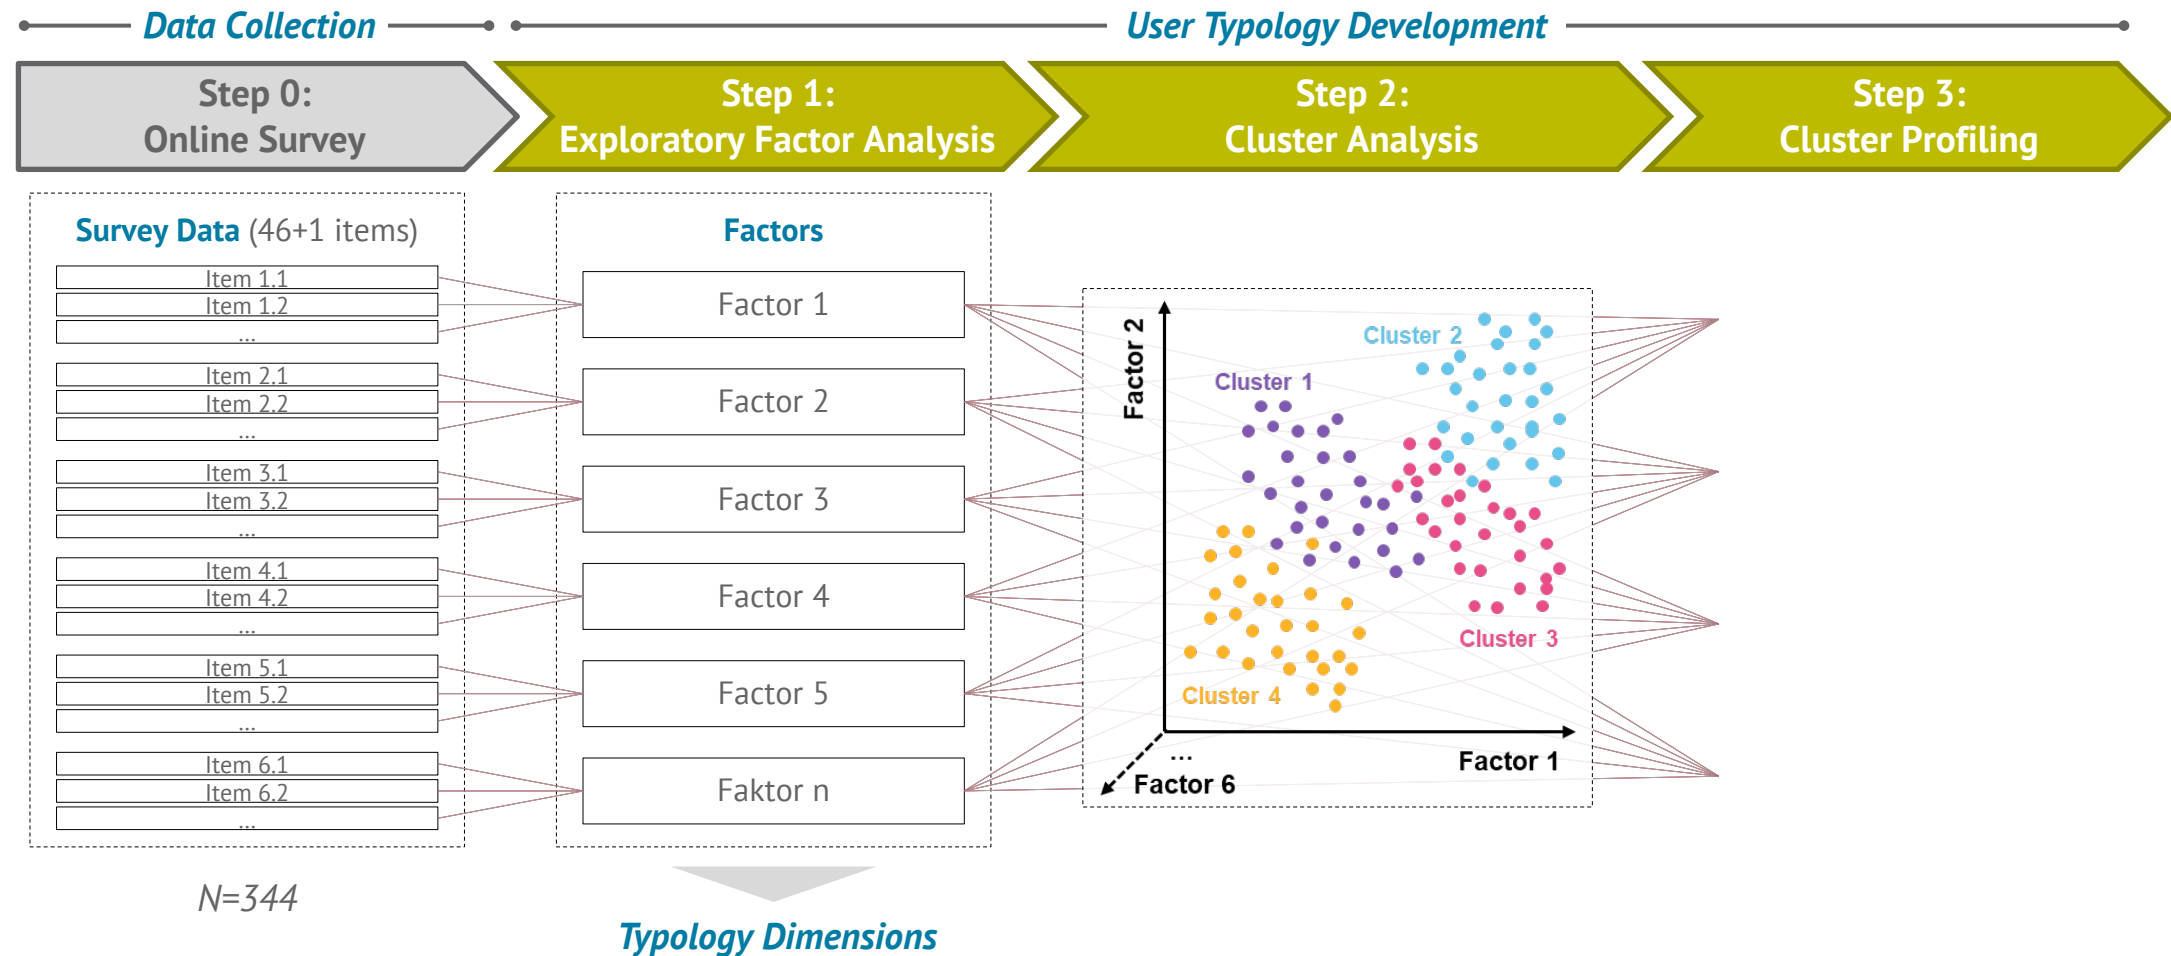 Data Collection
User Typology Development
Step 0:
Online Survey
Step 1:
Exploratory Factor Analysis
Step 2:
Cluster Analysis
Step 3:
Cluster Profiling
Survey Data (46+1 items)
Item 1.1
Item 1.2
...
Item 2.1
Item 2.2
...
Item 3.1
Item 3.2
...
Item 4.1
Item 4.2
...
Item 5.1
Item 5.2
...
Item 6.1
Item 6.2
...
N=344
Factors
Factor 1
Factor 2
Factor 3
Factor 4
Factor 5
Faktor n
Typology Dimensions
Factor 2
Cluster 2
Cluster 1
Cluster 3
Cluster 4
...
Factor 1
Factor 6